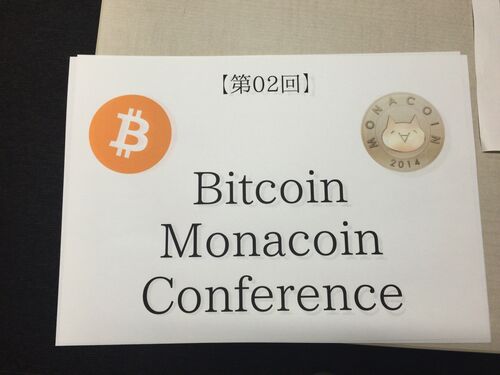 【第02回】
₿
MONACOIN
2014
Bitcoin
Monacoin
Conference